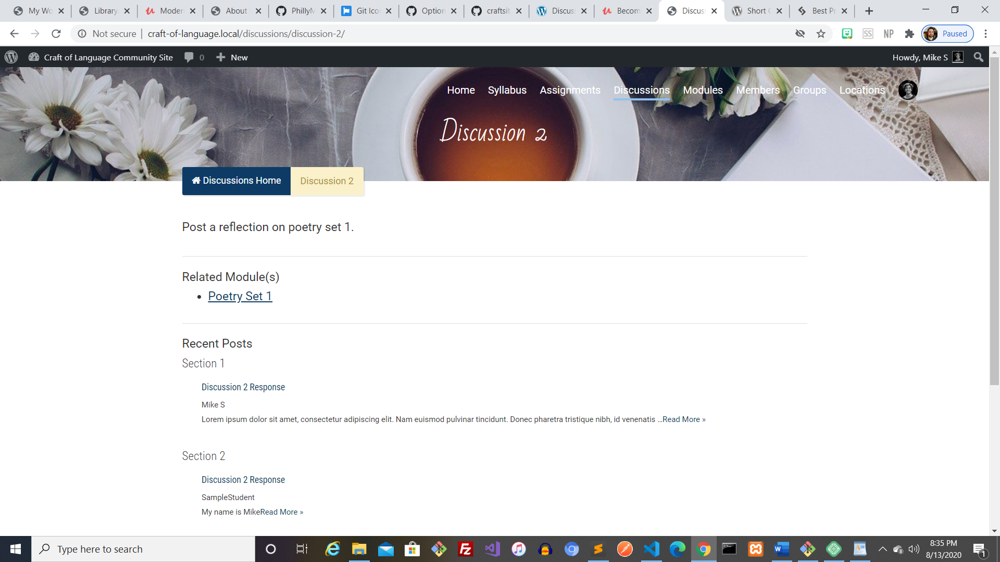 My Wo
Library
Moder
About
PhillyM
Git Ico
Option
craftsit
Discus
Becom
Discus
Short
Best Pr
Not secure
craft-of-language.local/discussions/discussion-2/
SS
NP
Paused
Craft of Language Community Site
0
New
Howdy, Mike S
Home
Syllabus
Assignments
Discussions
Modules
Members
Groups
Locations
Discussion 2
Discussions Home
Discussion 2
Post a reflection on poetry set 1.
Related Module(s)
Poetry Set 1
Recent Posts
Section 1
Discussion 2 Response
Mike S
Lorem ipsum dolor sit amet, consectetur adipiscing elit. Nam euismod pulvinar tincidunt. Donec pharetra tristique nibh, id venenatis …Read More »
Section 2
Discussion 2 Response
SampleStudent
My name is MikeRead More »
Type here to search
8:35 PM
8/13/2020
1